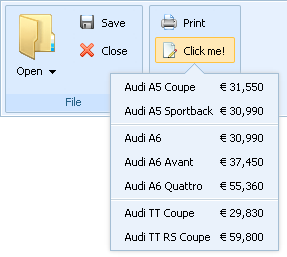 Save
Print
Close
Click me!
Open
File
Audi A5 Coupe € 31,550
Audi A5 Sportback € 30,990
Audi A6 € 30,990
Audi A6 Avant € 37,450
Audi A6 Quattro € 55,360
Audi TT Coupe € 29,830
Audi TT RS Coupe € 59,800